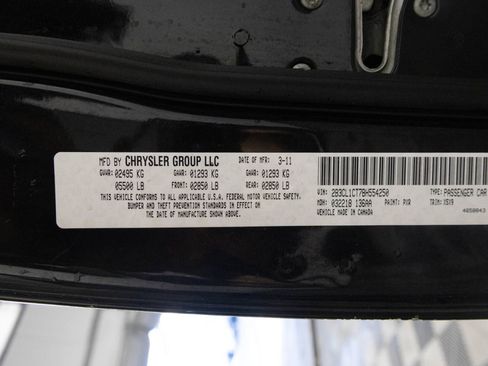 MFD BY CHRYSLER GROUP LLC DATE OF MFR: 3-11
GVWR: 02495 KG GAWR: 01293 KG GAWR: 01293 KG
05500 LB FRONT: 02850 LB REAR: 02850 LB
THIS VEHICLE CONFORMS TO ALL APPLICABLE U.S.A. FEDERAL MOTOR VEHICLE SAFETY,
BUMPER AND THEFT PREVENTION STANDARDS IN EFFECT ON
THE DATE OF MANUFACTURE SHOWN ABOVE.
VIN: 2B3CL1CT7BH554250 TYPE: PASSENGER CAR
MDH: 032218 136AA PAINT: PXR TRIM: X5X9
VEHICLE MADE IN CANADA 4658043